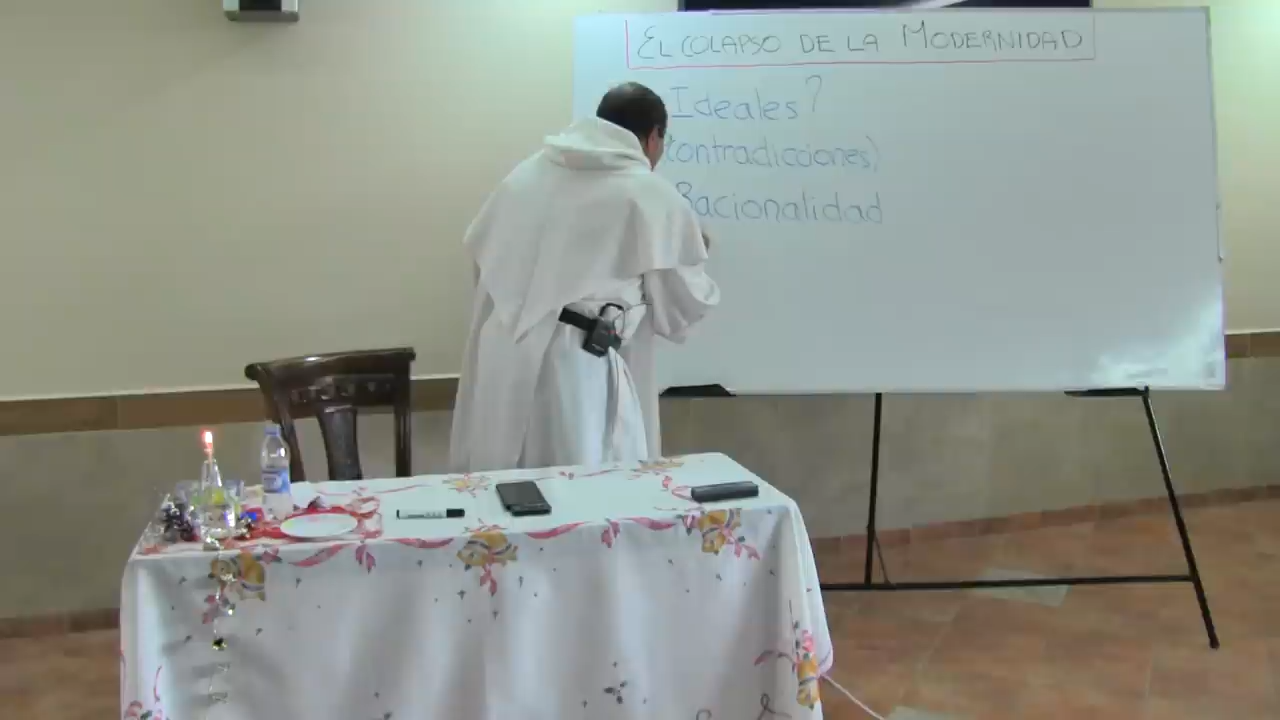 EL COLAPSO DE LA MODERNIDAD
Ideales?
(contradicciones)
Racionalidad